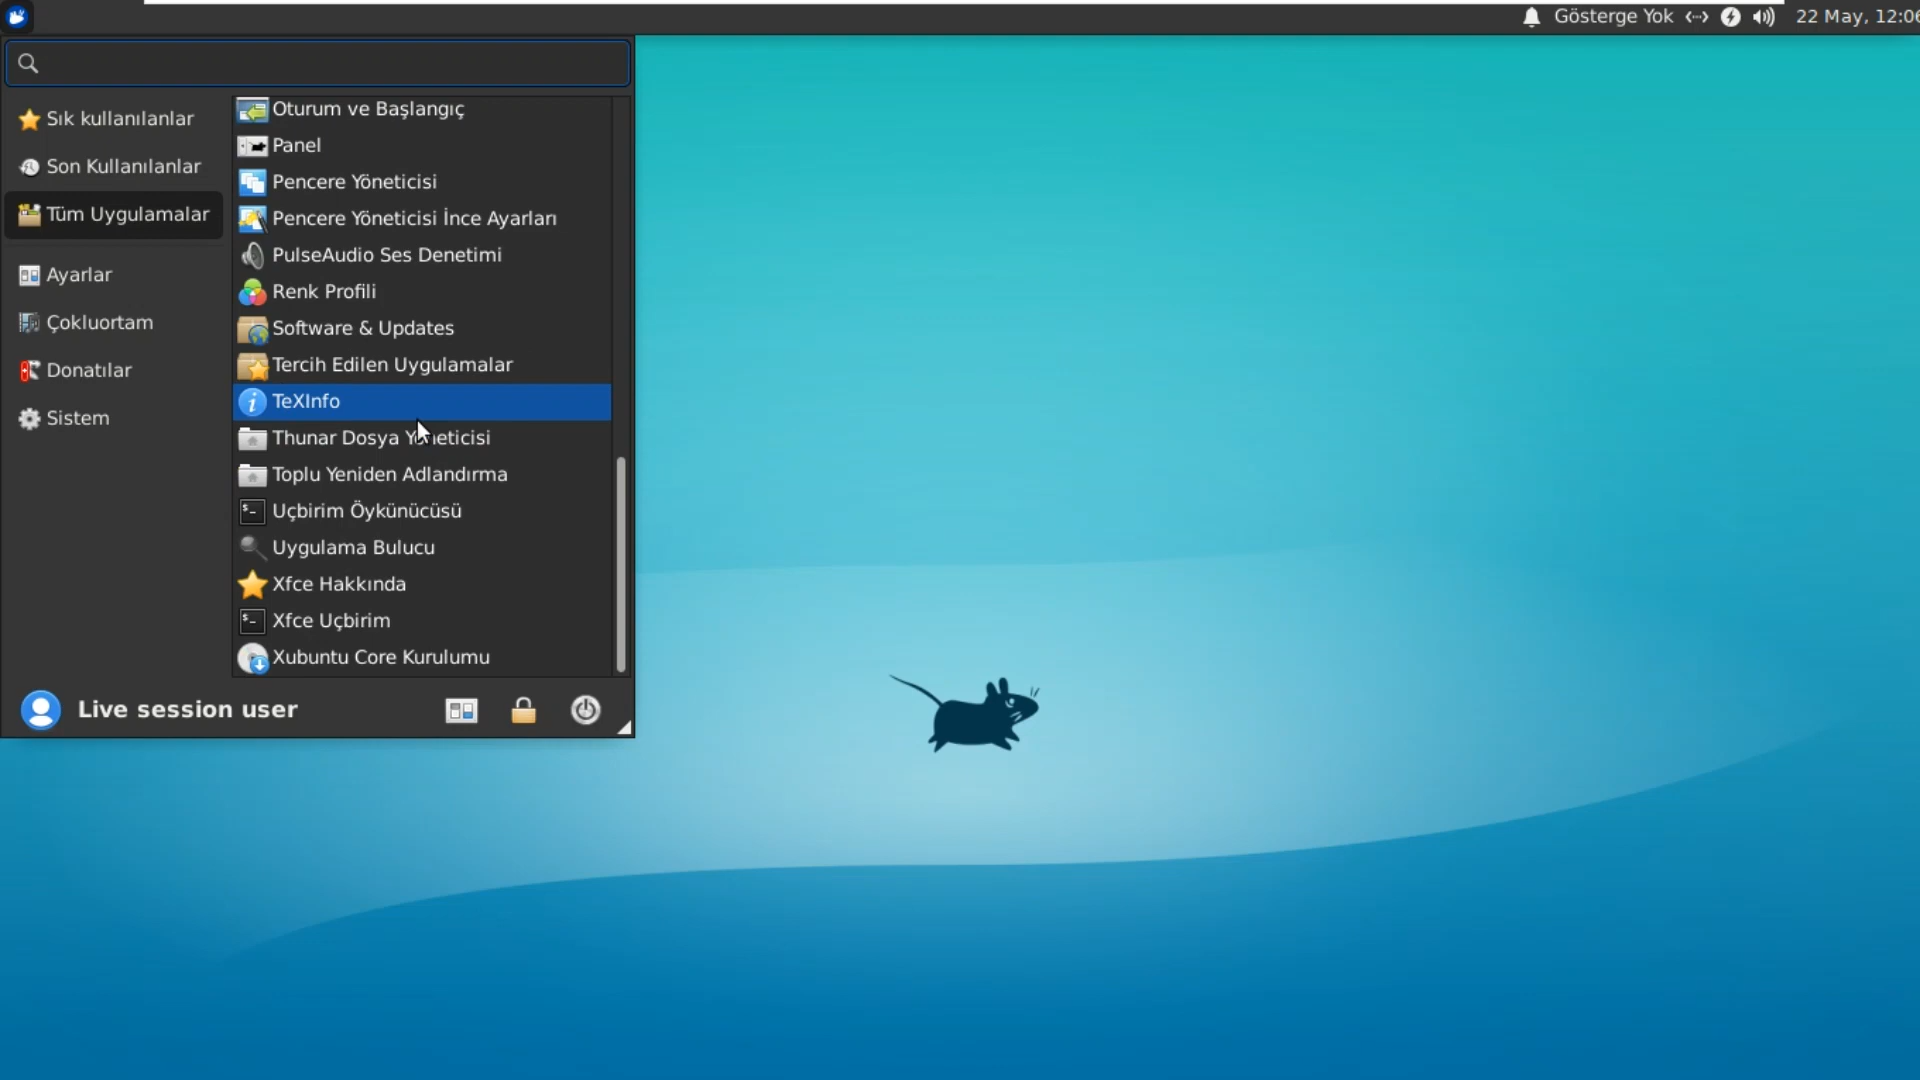 Gösterge Yok
22 May, 12:06
Sık kullanılanlar
Son Kullanılanlar
Tüm Uygulamalar
Ayarlar
Çokluortam
Donatılar
Sistem
Oturum ve Başlangıç
Panel
Pencere Yöneticisi
Pencere Yöneticisi İnce Ayarları
PulseAudio Ses Denetimi
Renk Profili
Software & Updates
Tercih Edilen Uygulamalar
TeXInfo
Thunar Dosya Yöneticisi
Toplu Yeniden Adlandırma
Uçbirim Öykünücüsü
Uygulama Bulucu
Xfce Hakkında
Xfce Uçbirim
Xubuntu Core Kurulumu
Live session user